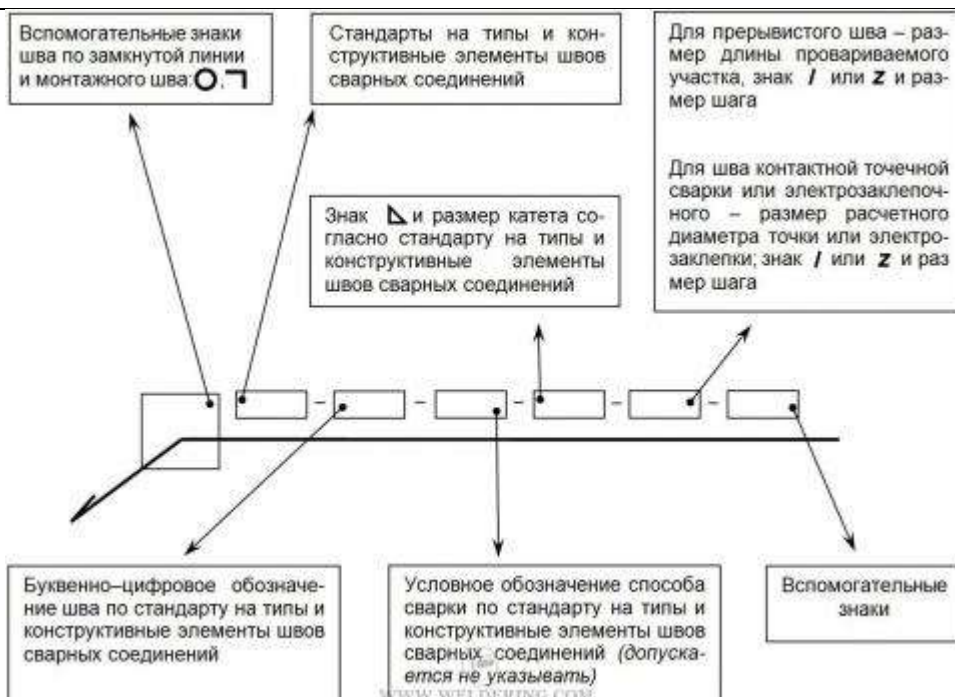 Вспомогательные знаки
шва по замкнутой линии
и монтажного шва:
Стандарты на типы и кон-
структивные элементы швов
сварных соединений
Для прерывистого шва – раз-
мер длины провариваемого
участка, знак / или Z и раз-
мер шага
Для шва контактной точечной
сварки или электрозаклепоч-
ного – размер расчетного
диаметра точки или электро-
заклепки; знак / или Z и раз
мер шага
Знак и размер катета со-
гласно стандарту на типы и
конструктивные элементы
швов сварных соединений
Буквенно–цифровое обозначе-
ние шва по стандарту на типы и
конструктивные элементы швов
сварных соединений
Условное обозначение способа
сварки по стандарту на типы и
конструктивные элементы швов
сварных соединений (допуска-
ется не указывать)
Вспомогательные
знаки
WWW.WELDERING.COM